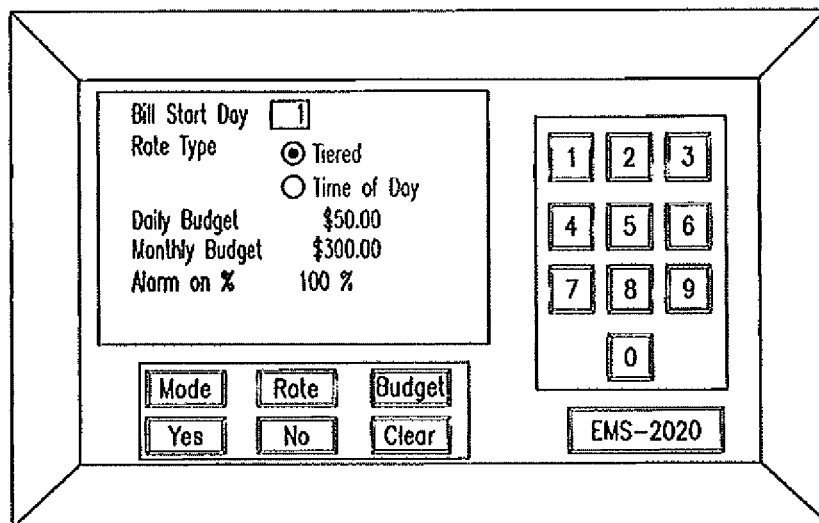 Bill Start Day 1
Rate Type
Tiered
Time of Day
Daily Budget $50.00
Monthly Budget $300.00
Alarm on % 100 %
1 2 3
4 5 6
7 8 9
0
Mode Rate Budget
Yes No Clear
EMS-2020